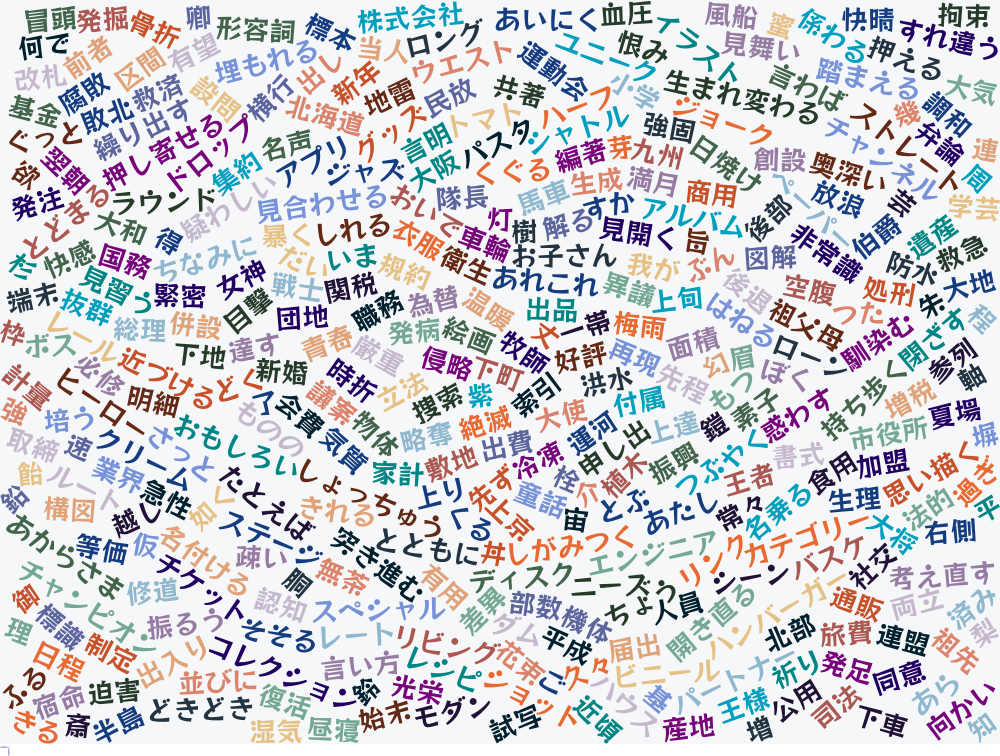 冒頭
発掘
骨折
卿
形容詞
標本
株式会社
あいにく
血圧
イラスト
風船
蜜
係わる
快晴
すれ違う
拘束
何で
前者
改札
区間
有望
埋もれる
出し
当人
ロング
ウエスト
運動会
ユニーク
恨み
見舞い
言わば
踏まえる
押える
大気
基金
腐敗
敗北
救済
設問
横行
新年
地雷
民放
共著
小学
生まれ変わる
ストレート
幾
調和
弁論
連
ぐっと
繰り出す
北海道
グッズ
言明
トマト
ハーフ
シャトル
ジョーク
強固
チャンネル
周
翌朝
押し寄せる
ドロップ
集約
名声
アプリ
ジャズ
大阪
パスタ
くぐる
編著
芽
九州
日焼け
創設
奥深い
発注
とどまる
ラウンド
疑わしい
見合わせる
おいで
隊長
馬車
生成
満月
商用
ペーパー
放浪
芸
学芸
杉
快感
大和
得
暴く
しれる
衣服
車輪
灯
樹
解る
すか
アルバム
見開く
旨
後部
非常識
伯爵
遺産
救急
端末
見習う
国務
ちなみに
女神
だい
いま
規約
衛生
お子さん
あれこれ
我が
ぶん
図解
防水
大地
枠
抜群
緊密
目撃
戦士
関税
職務
為替
温暖
出品
異議
上旬
後退
空腹
処刑
朱
ボス
レール
総理
併設
団地
青春
発病
絵画
丈
一帯
梅雨
はねる
祖父母
つた
馴染む
閉ざす
計量
必修
近づける
下地
達す
新婚
厳重
侵略
牧師
好評
再現
面積
幻
眉
ローン
ぼく
参列
軸
強
ヒーロー
明細
どく
時折
立法
下町
索引
洪水
先程
もつ
素子
惑わす
持ち歩く
増税
夏場
取締
培う
速
さっと
おもしろい
ものの
会費
議案
物体
捜索
紫
絶滅
大使
付属
上達
鎧
つぶやく
書式
市役所
塀
飴
ルート
業界
クリーム
急性
気質
家計
略奪
敷地
出費
冷凍
運河
申し出
植木
振興
王者
食用
加盟
思い描く
構図
越し
如く
たとえば
しょっちゅう
きれる
上り
くる
先ず
上京
童話
栓
介
宙
とぶ
あたし
常々
名乗る
生理
法的
過ぎ
あからさま
等価
仮
名付ける
ステージ
疎い
突き進む
とともに
丼
しがみつく
エンジニア
リンク
カテゴリー
大将
右側
平
チャンピオン
修道
チケット
胴
無茶
有用
ディスク
ニーズ
ちょう
シーン
バスケ
社交
考え直す
御
標識
振るう
認知
スペシャル
差異
部数
機体
人員
開き直る
ハンバーガー
通販
両立
済み
理
日程
制定
出入り
そそる
レート
リビング
ダム
平成
届出
ビニール
北部
旅費
連盟
祖先
梨
ふる
宿命
迫害
並びに
コレクション
言い方
レシピ
花束
ごと
ハウス
パートナー
祈り
発足
同意
きる
斎
半島
どきどき
復活
鈴
光栄
ショット
近頃
基
王様
公用
司法
あら
向かい
湿気
昼寝
始末
モダン
試写
産地
増
下車
知